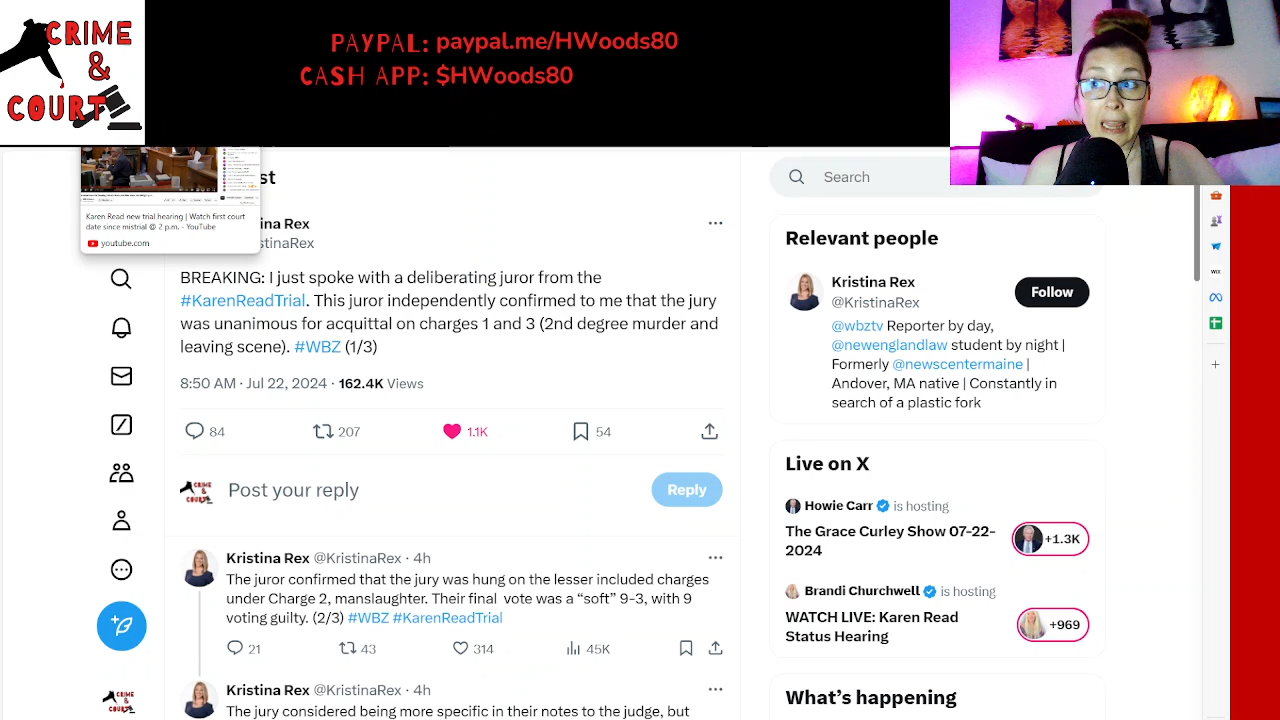 CRIME
&
COURT
PAYPAL: paypal.me/HWoods80
CASH APP: $HWoods80
st
Karen Read new trial hearing | Watch first court
date since mistrial @ 2 p.m. - YouTube
youtube.com
ina Rex
stinaRex
BREAKING: I just spoke with a deliberating juror from the
#KarenReadTrial. This juror independently confirmed to me that the jury
was unanimous for acquittal on charges 1 and 3 (2nd degree murder and
leaving scene). #WBZ (1/3)
8:50 AM · Jul 22, 2024 · 162.4K Views
84
207
1.1K
54
CRIME
&
COURT
Post your reply
Reply
Kristina Rex @KristinaRex · 4h
The juror confirmed that the jury was hung on the lesser included charges
under Charge 2, manslaughter. Their final vote was a “soft” 9-3, with 9
voting guilty. (2/3) #WBZ #KarenReadTrial
21
43
314
45K
Kristina Rex @KristinaRex · 4h
The jury considered being more specific in their notes to the judge, but
CRIME
&
COURT
Search
Relevant people
Kristina Rex
@KristinaRex
Follow
@wbztv Reporter by day,
@newenglandlaw student by night |
Formerly @newscentermaine |
Andover, MA native | Constantly in
search of a plastic fork
Live on X
Howie Carr is hosting
The Grace Curley Show 07-22-
2024
+1.3K
Brandi Churchwell is hosting
WATCH LIVE: Karen Read
Status Hearing
+969
What's happening
WIX